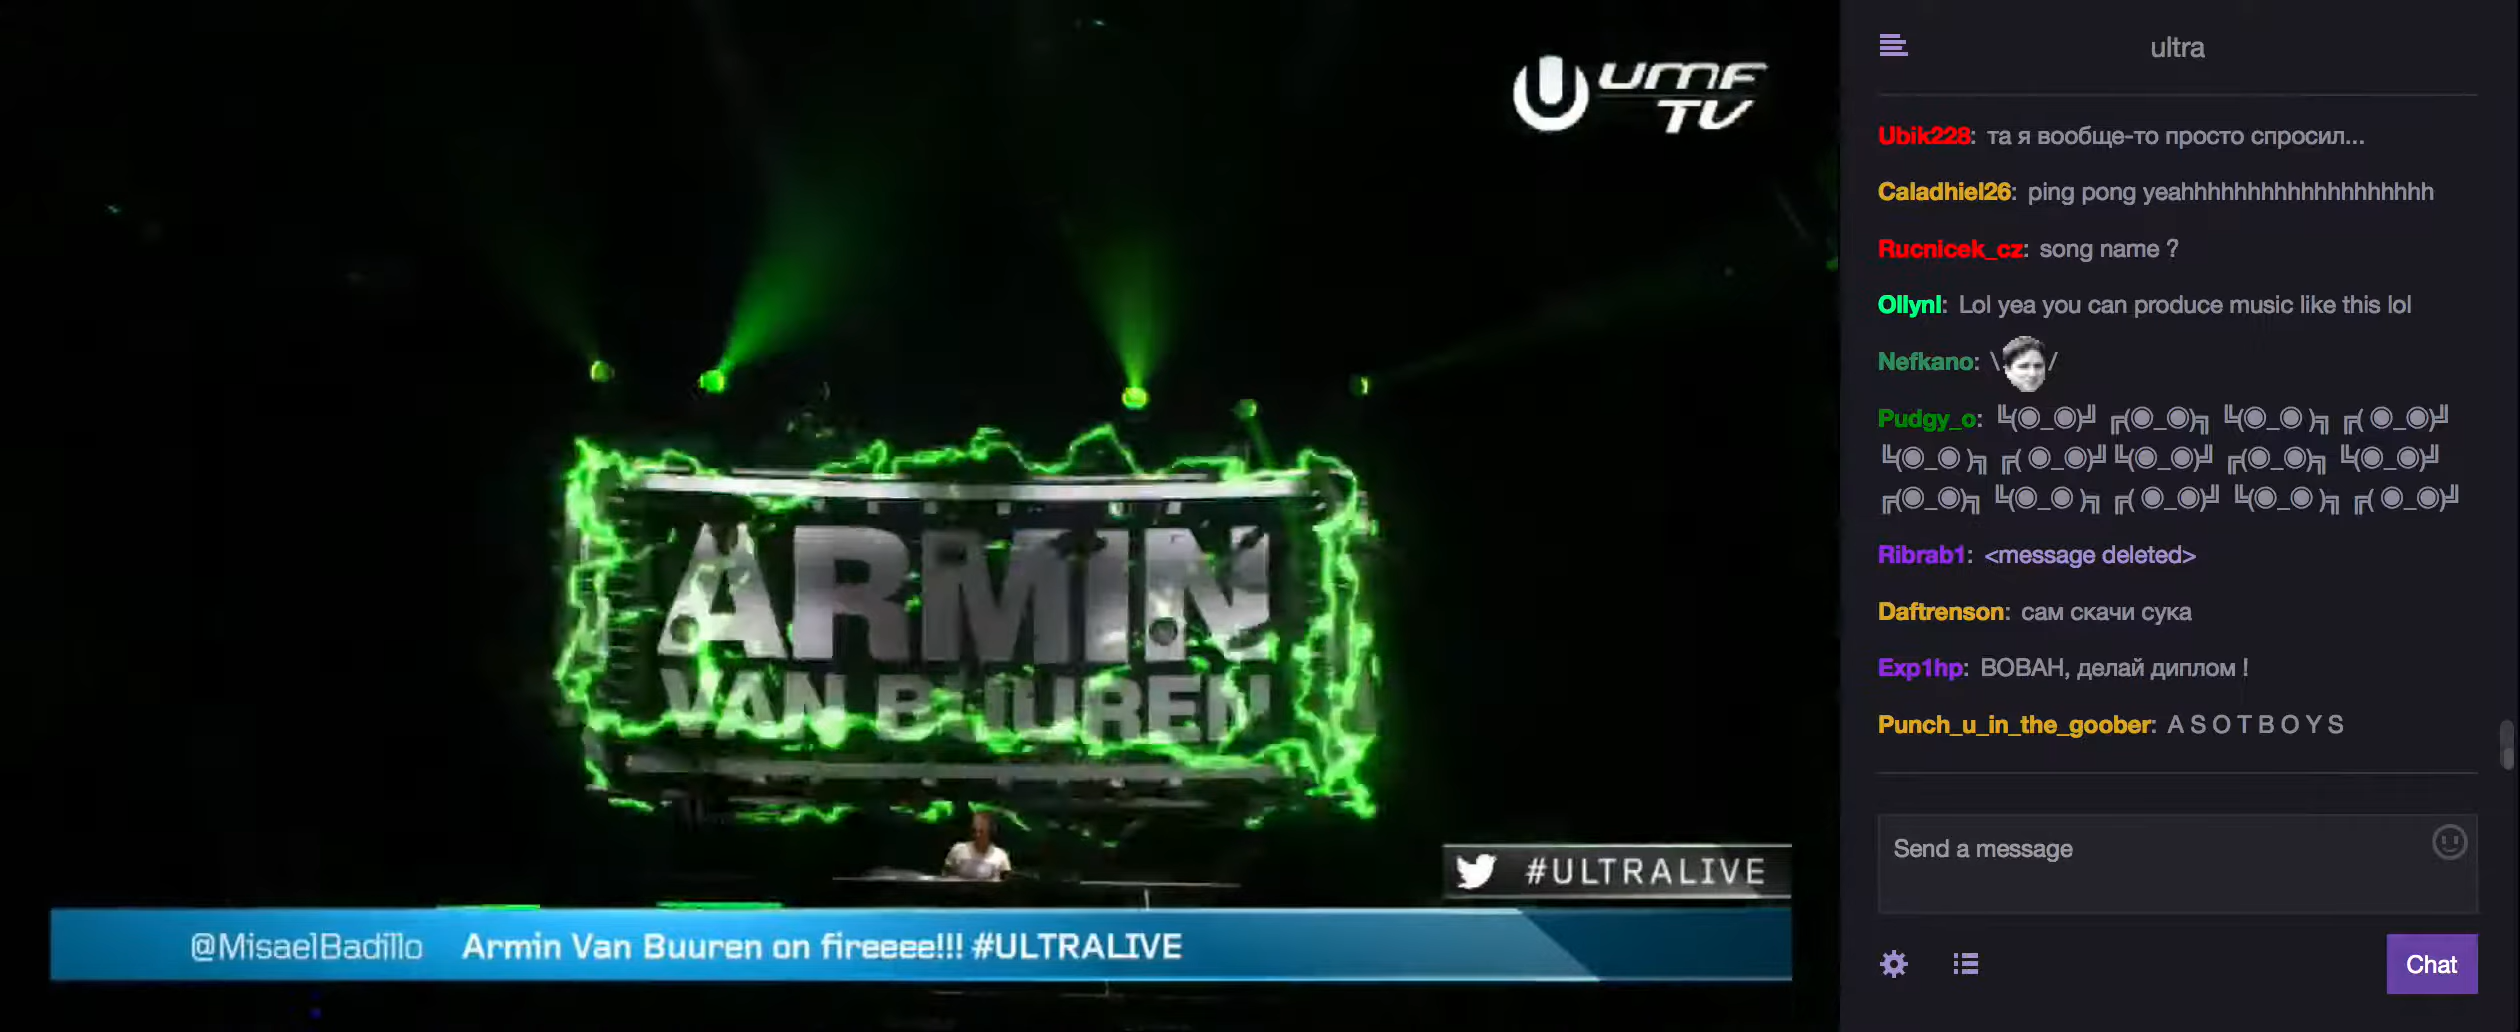 UMF
TV
ARMIN
VAN BUUREN
#ULTRALIVE
@MisaelBadillo Armin Van Buuren on fireeee!!! #ULTRALIVE
ultra
Ubik228: та я вообще-то просто спросил...
Caladhiel26: ping pong yeahhhhhhhhhhhhhhhhhhh
Rucnicek_cz: song name ?
Ollynl: Lol yea you can produce music like this lol
Nefkano: \ /
Pudgy_o: ╚(◉_◉)╝ ╔(◉_◉)╗ ╚(◉_◉ )╗ ╔( ◉_◉)╝
╚(◉_◉ )╗ ╔( ◉_◉)╝╚(◉_◉)╝ ╔(◉_◉)╗ ╚(◉_◉)╝
╔(◉_◉)╗ ╚(◉_◉ )╗ ╔( ◉_◉)╝ ╚(◉_◉ )╗ ╔( ◉_◉)╝
Ribrab1: <message deleted>
Daftrenson: сам скачи сука
Exp1hp: ВОВАН, делай диплом !
Punch_u_in_the_goober: A S O T B O Y S
Send a message
Chat